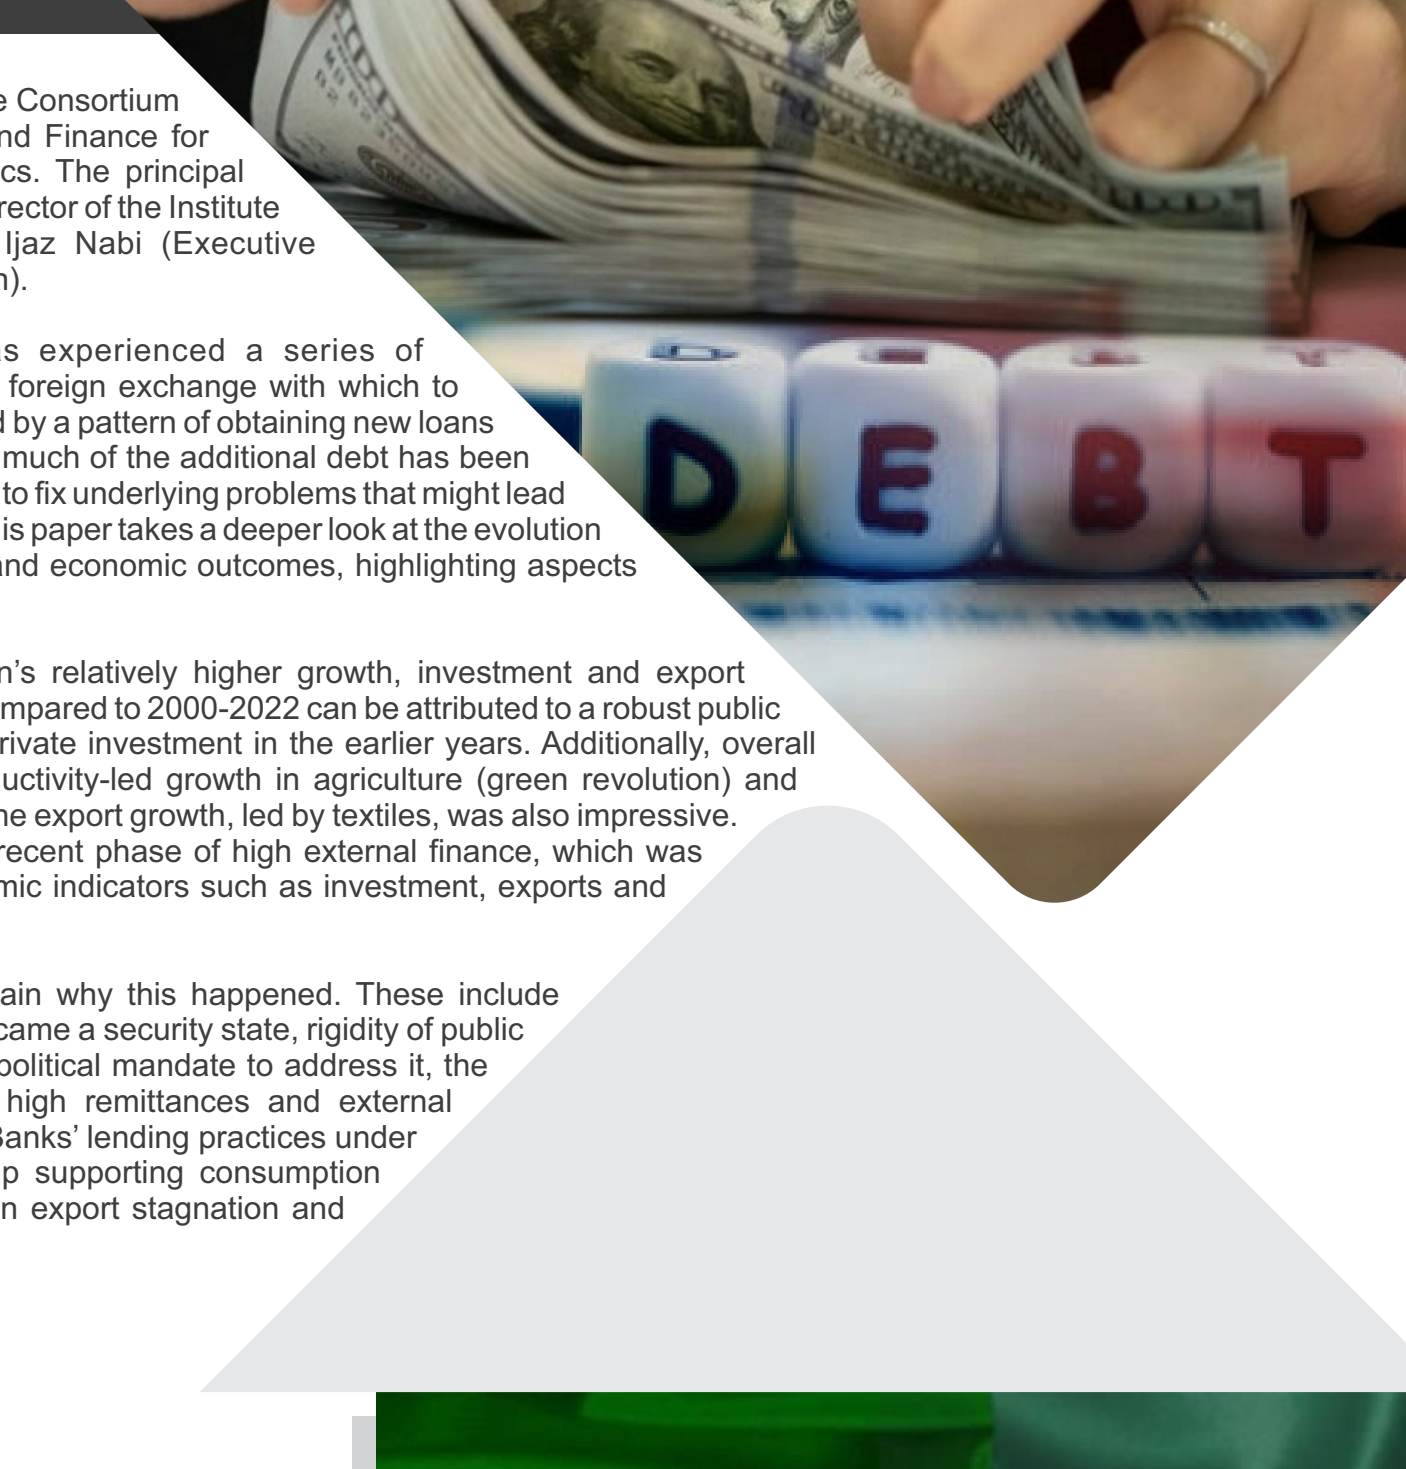 DEBT
Consortium
Finance for
The principal
of the Institute
Ijaz Nabi (Executive
experienced a series of
foreign exchange with which to
by a pattern of obtaining new loans
much of the additional debt has been
to fix underlying problems that might lead
is paper takes a deeper look at the evolution
and economic outcomes, highlighting aspects
n’s relatively higher growth, investment and export
mpared to 2000-2022 can be attributed to a robust public
rivate investment in the earlier years. Additionally, overall
uctivity-led growth in agriculture (green revolution) and
he export growth, led by textiles, was also impressive.
recent phase of high external finance, which was
mic indicators such as investment, exports and
ain why this happened. These include
came a security state, rigidity of public
political mandate to address it, the
high remittances and external
Banks’ lending practices under
p supporting consumption
n export stagnation and